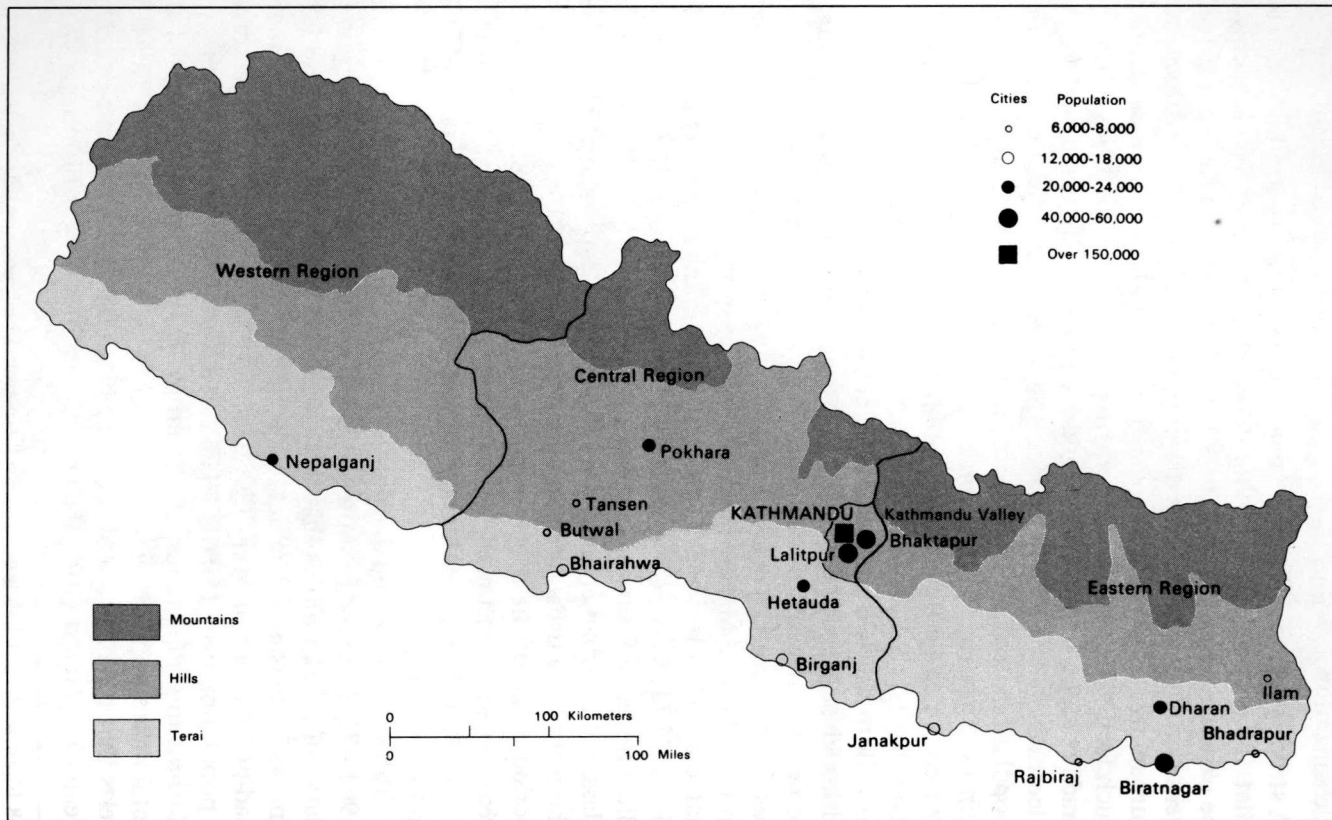 Cities Population
6,000-8,000
12,000-18,000
20,000-24,000
40,000-60,000
Over 150,000
Western Region
Central Region
Pokhara
Nepalganj
Tansen
KATHMANDU
Kathmandu Valley
Butwal
Bhaktapur
Lalitpur
Bhairahwa
Eastern Region
Hetauda
Mountains
Birganj
Hills
Ilam
Dharan
0 100 Kilometers
Terai
Janakpur
Bhadrapur
0 100 Miles
Rajbiraj
Biratnagar